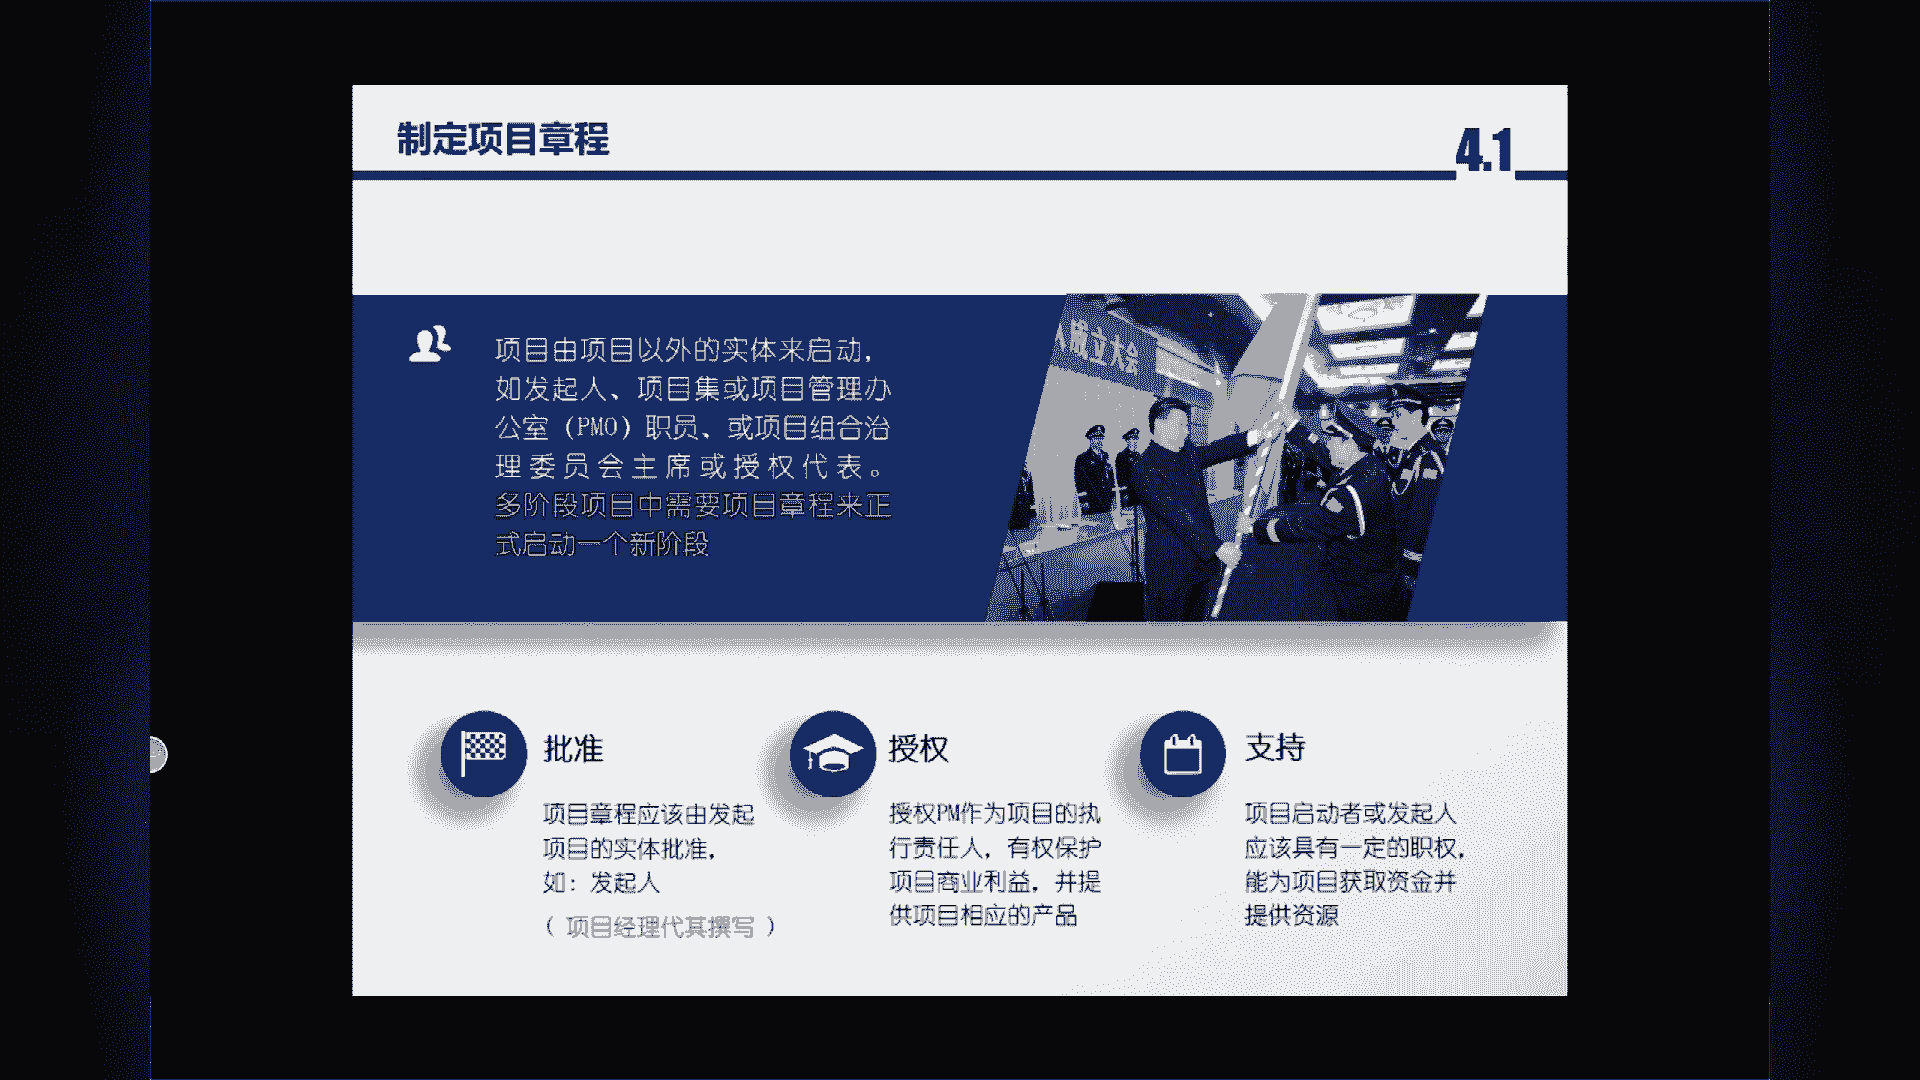 制定项目章程
4.1
项目由项目以外的实体来启动，
如发起人、项目集或项目管理办
公室（PMO）职员、或项目组合治
理委员会主席或授权代表。
多阶段项目中需要项目章程来正
式启动一个新阶段
成立大会
批准
项目章程应该由发起
项目的实体批准，
如：发起人
（ 项目经理代其撰写 ）
授权
授权PM作为项目的执
行责任人，有权保护
项目商业利益，并提
供项目相应的产品
支持
项目启动者或发起人
应该具有一定的职权，
能为项目获取资金并
提供资源